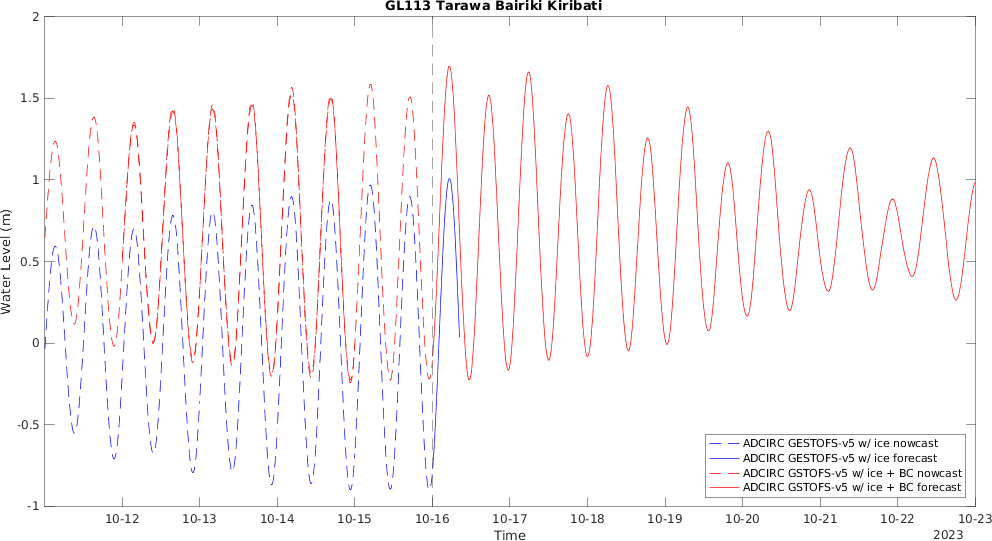 GL113 Tarawa Bairiki Kiribati
2
1.5
1
0.5
0
-0.5
-1
Water Level (m)
10-12
10-13
10-14
10-15
10-16
10-17
10-18
10-19
10-20
10-21
10-22
10-23
2023
Time
ADCIRC GESTOFS-v5 w/ ice nowcast
ADCIRC GESTOFS-v5 w/ ice forecast
ADCIRC GSTOFS-v5 w/ ice + BC nowcast
ADCIRC GSTOFS-v5 w/ ice + BC forecast